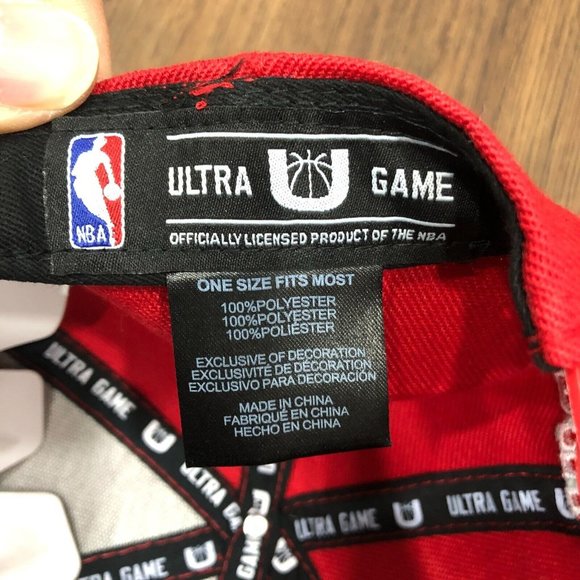 NBA
ULTRA U GAME
OFFICIALLY LICENSED PRODUCT OF THE NBA
ONE SIZE FITS MOST
100%POLYESTER
100%POLYESTER
100%POLIÉSTER
EXCLUSIVE OF DECORATION
EXCLUSIVITÉ DE DÉCORATION
EXCLUSIVO PARA DECORACIÓN
MADE IN CHINA
FABRIQUÉ EN CHINA
HECHO EN CHINA
ULTRA GAME U
ULTRA GAME
GAME
ULTRA GAME U ULTRA GAME